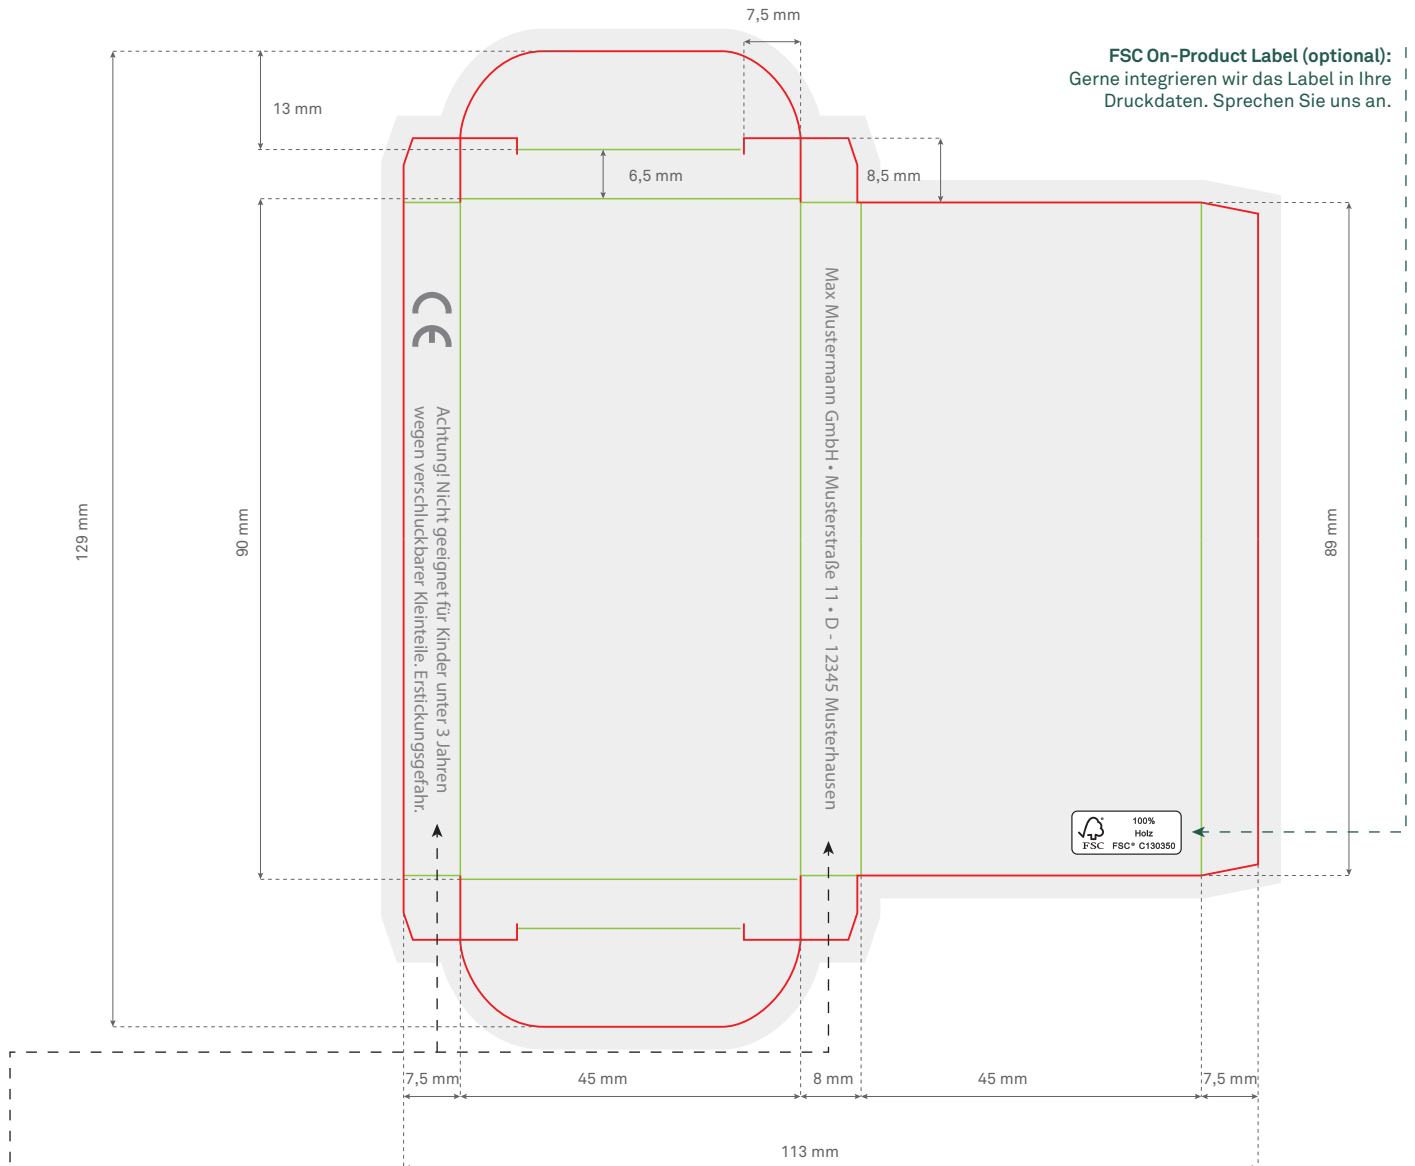 7,5 mm
FSC On-Product Label (optional):
Gerne integrieren wir das Label in Ihre
Druckdaten. Sprechen Sie uns an.
13 mm
6,5 mm
8,5 mm
CE
Achtung! Nicht geeignet für Kinder unter 3 Jahren
wegen verschluckbarer Kleinteile. Erstickungsgefahr.
Max Mustermann GmbH • Musterstraße 11 • D - 12345 Musterhausen
129 mm
90 mm
89 mm
100%
Holz
FSC
FSC® C130350
7,5 mm
45 mm
8 mm
45 mm
7,5 mm
113 mm